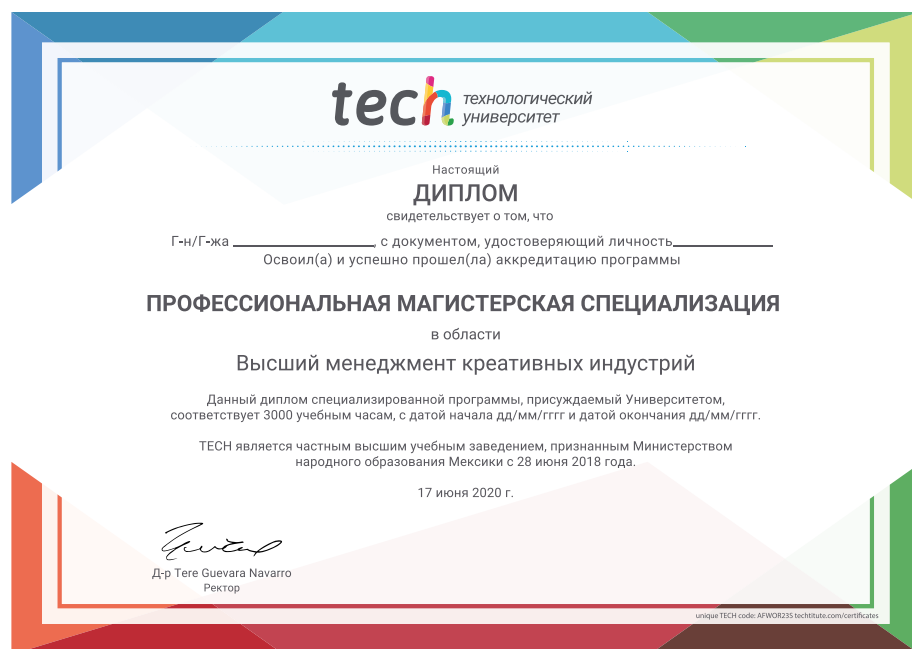 tech технологический
университет
Настоящий
ДИПЛОМ
свидетельствует о том, что
Г-н/Г-жа ________________, с документом, удостоверяющий личность____________
Освоил(а) и успешно прошел(ла) аккредитацию программы
ПРОФЕССИОНАЛЬНАЯ МАГИСТЕРСКАЯ СПЕЦИАЛИЗАЦИЯ
в области
Высший менеджмент креативных индустрий
Данный диплом специализированной программы, присуждаемый Университетом,
соответствует 3000 учебным часам, с датой начала дд/мм/гггг и датой окончания дд/мм/гггг.
TECH является частным высшим учебным заведением, признанным Министерством
народного образования Мексики с 28 июня 2018 года.
17 июня 2020 г.
Д-р Tere Guevara Navarro
Ректор
unique TECH code: AFWOR23S techtitute.com/certificates